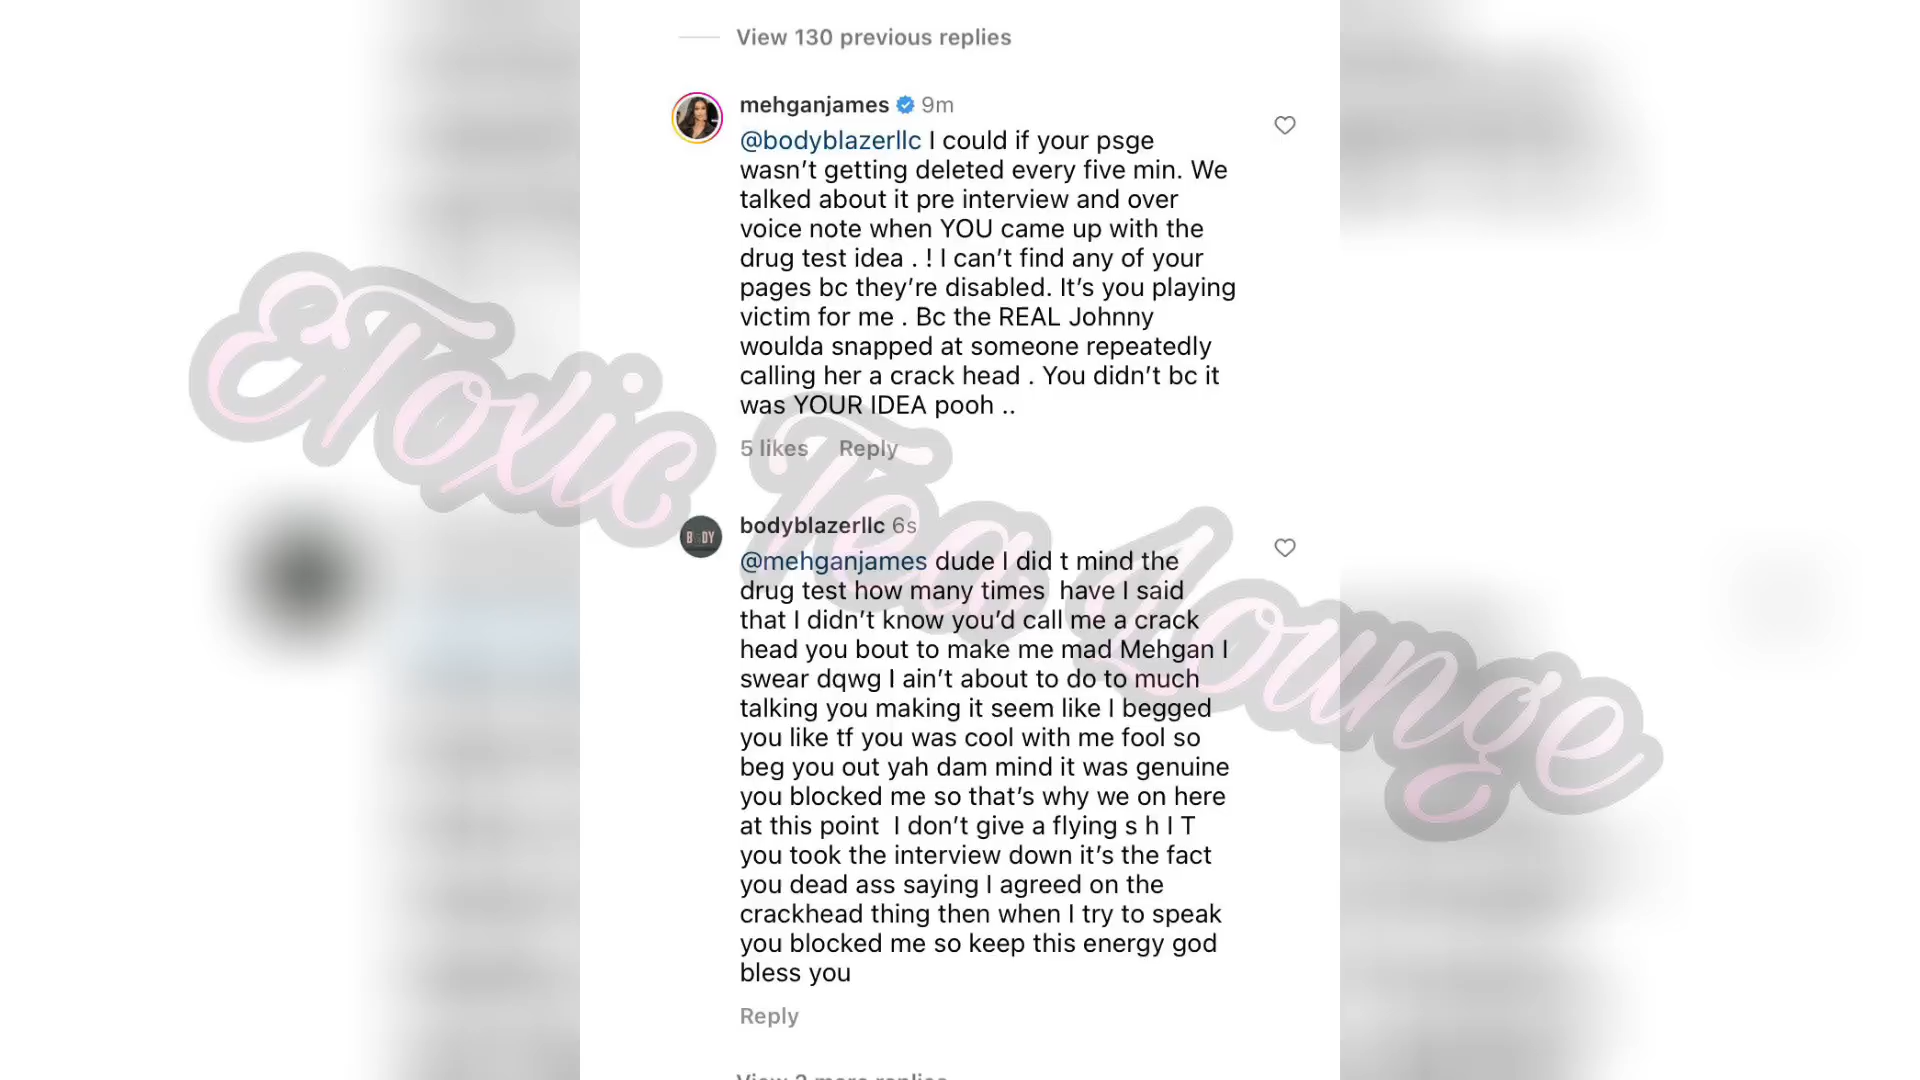 View 130 previous replies
mehganjames 9m
@bodyblazerllc I could if your psge
wasn't getting deleted every five min. We
talked about it pre interview and over
voice note when YOU came up with the
drug test idea . ! I can't find any of your
pages bc they're disabled. It's you playing
victim for me . Bc the REAL Johnny
woulda snapped at someone repeatedly
calling her a crack head . You didn't bc it
was YOUR IDEA pooh ..
5 likes Reply
bodyblazerllc 6s
B DY
@mehganjames dude I did t mind the
drug test how many times have I said
that I didn't know you'd call me a crack
head you bout to make me mad Mehgan I
swear dqwg I ain't about to do to much
talking you making it seem like I begged
you like tf you was cool with me fool so
beg you out yah dam mind it was genuine
you blocked me so that's why we on here
at this point I don't give a flying s h I T
you took the interview down it's the fact
you dead ass saying I agreed on the
crackhead thing then when I try to speak
you blocked me so keep this energy god
bless you
Reply
View 2 more replies
EToxic Tea Lounge